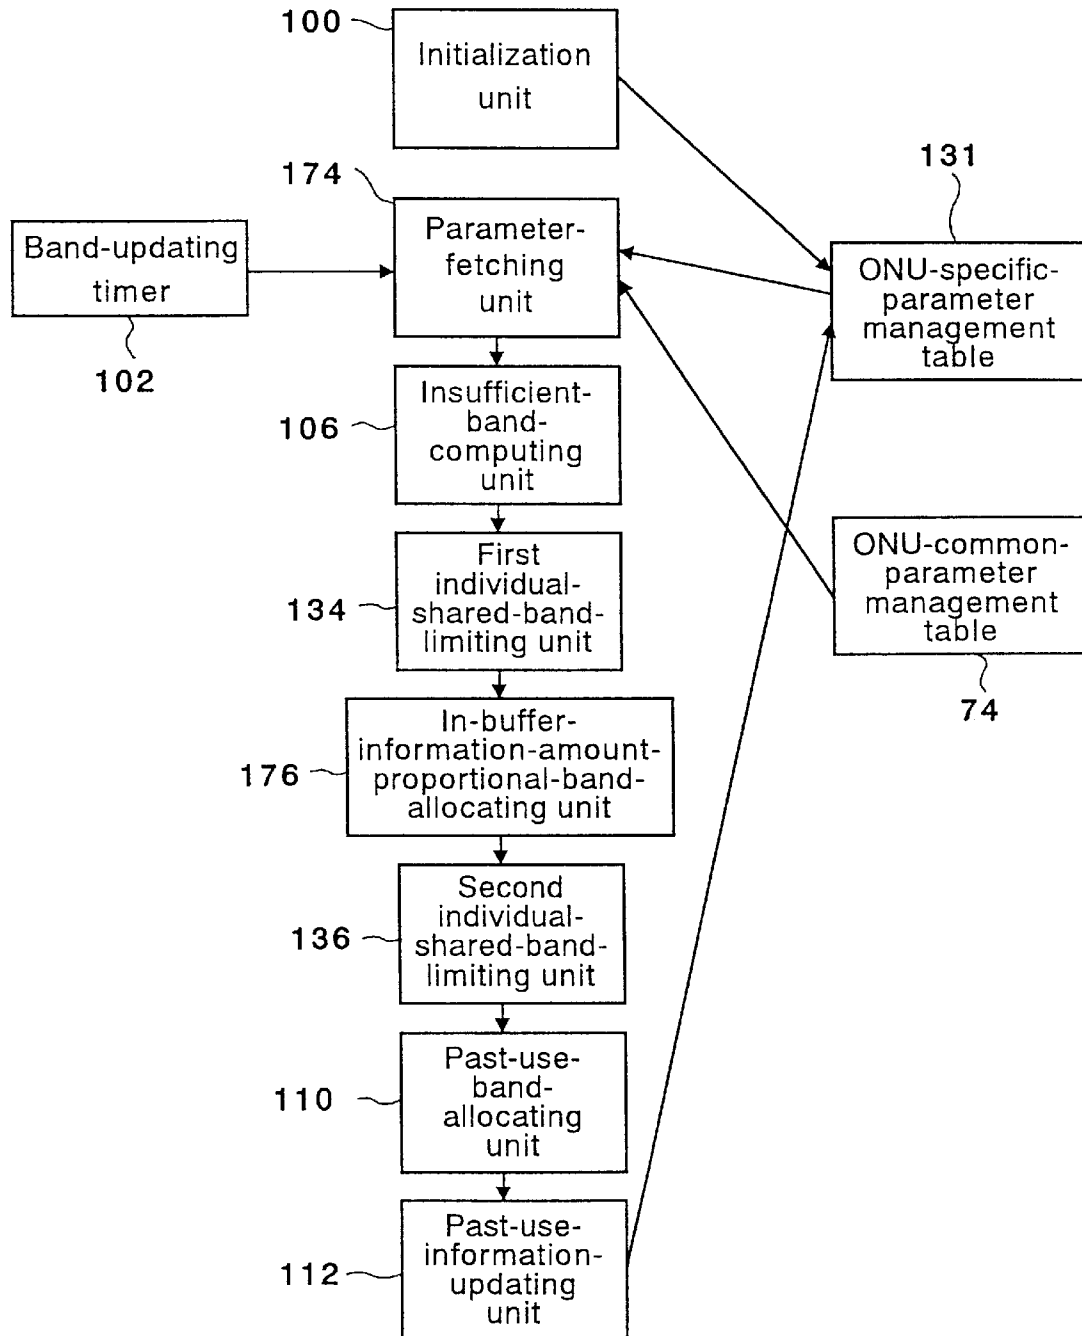 100
Initialization
unit
174
Parameter-
fetching
unit
Band-updating
timer
102
131
ONU-specific-
parameter
management
table
106
Insufficient-
band-
computing
unit
134
First
individual-
shared-band-
limiting unit
ONU-common-
parameter
management
table
74
176
In-buffer-
information-amount-
proportional-band-
allocating unit
136
Second
individual-
shared-band-
limiting unit
110
Past-use-
band-
allocating
unit
112
Past-use-
information-
updating
unit